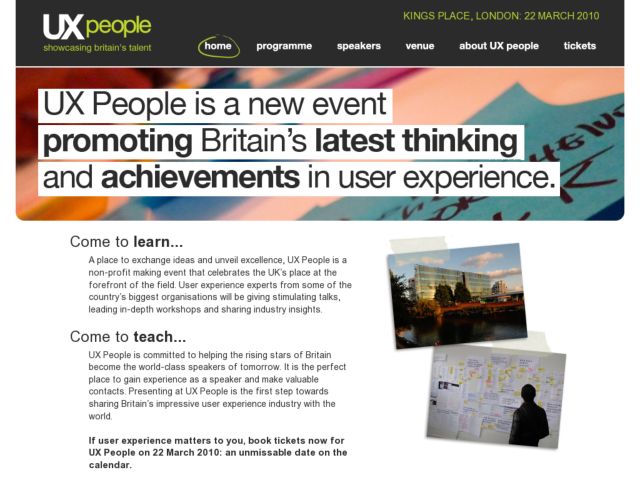 UX people
showcasing britain's talent
KINGS PLACE, LONDON: 22 MARCH 2010
home programme speakers venue about UX people tickets
UX People is a new event
promoting Britain's latest thinking
and achievements in user experience.
Come to learn...
A place to exchange ideas and unveil excellence, UX People is a
non-profit making event that celebrates the UK's place at the
forefront of the field. User experience experts from some of the
country's biggest organisations will be giving stimulating talks,
leading in-depth workshops and sharing industry insights.
Come to teach...
UX People is committed to helping the rising stars of Britain
become the world-class speakers of tomorrow. It is the perfect
place to gain experience as a speaker and make valuable
contacts. Presenting at UX People is the first step towards
sharing Britain's impressive user experience industry with the
world.
If user experience matters to you, book tickets now for
UX People on 22 March 2010: an unmissable date on the
calendar.